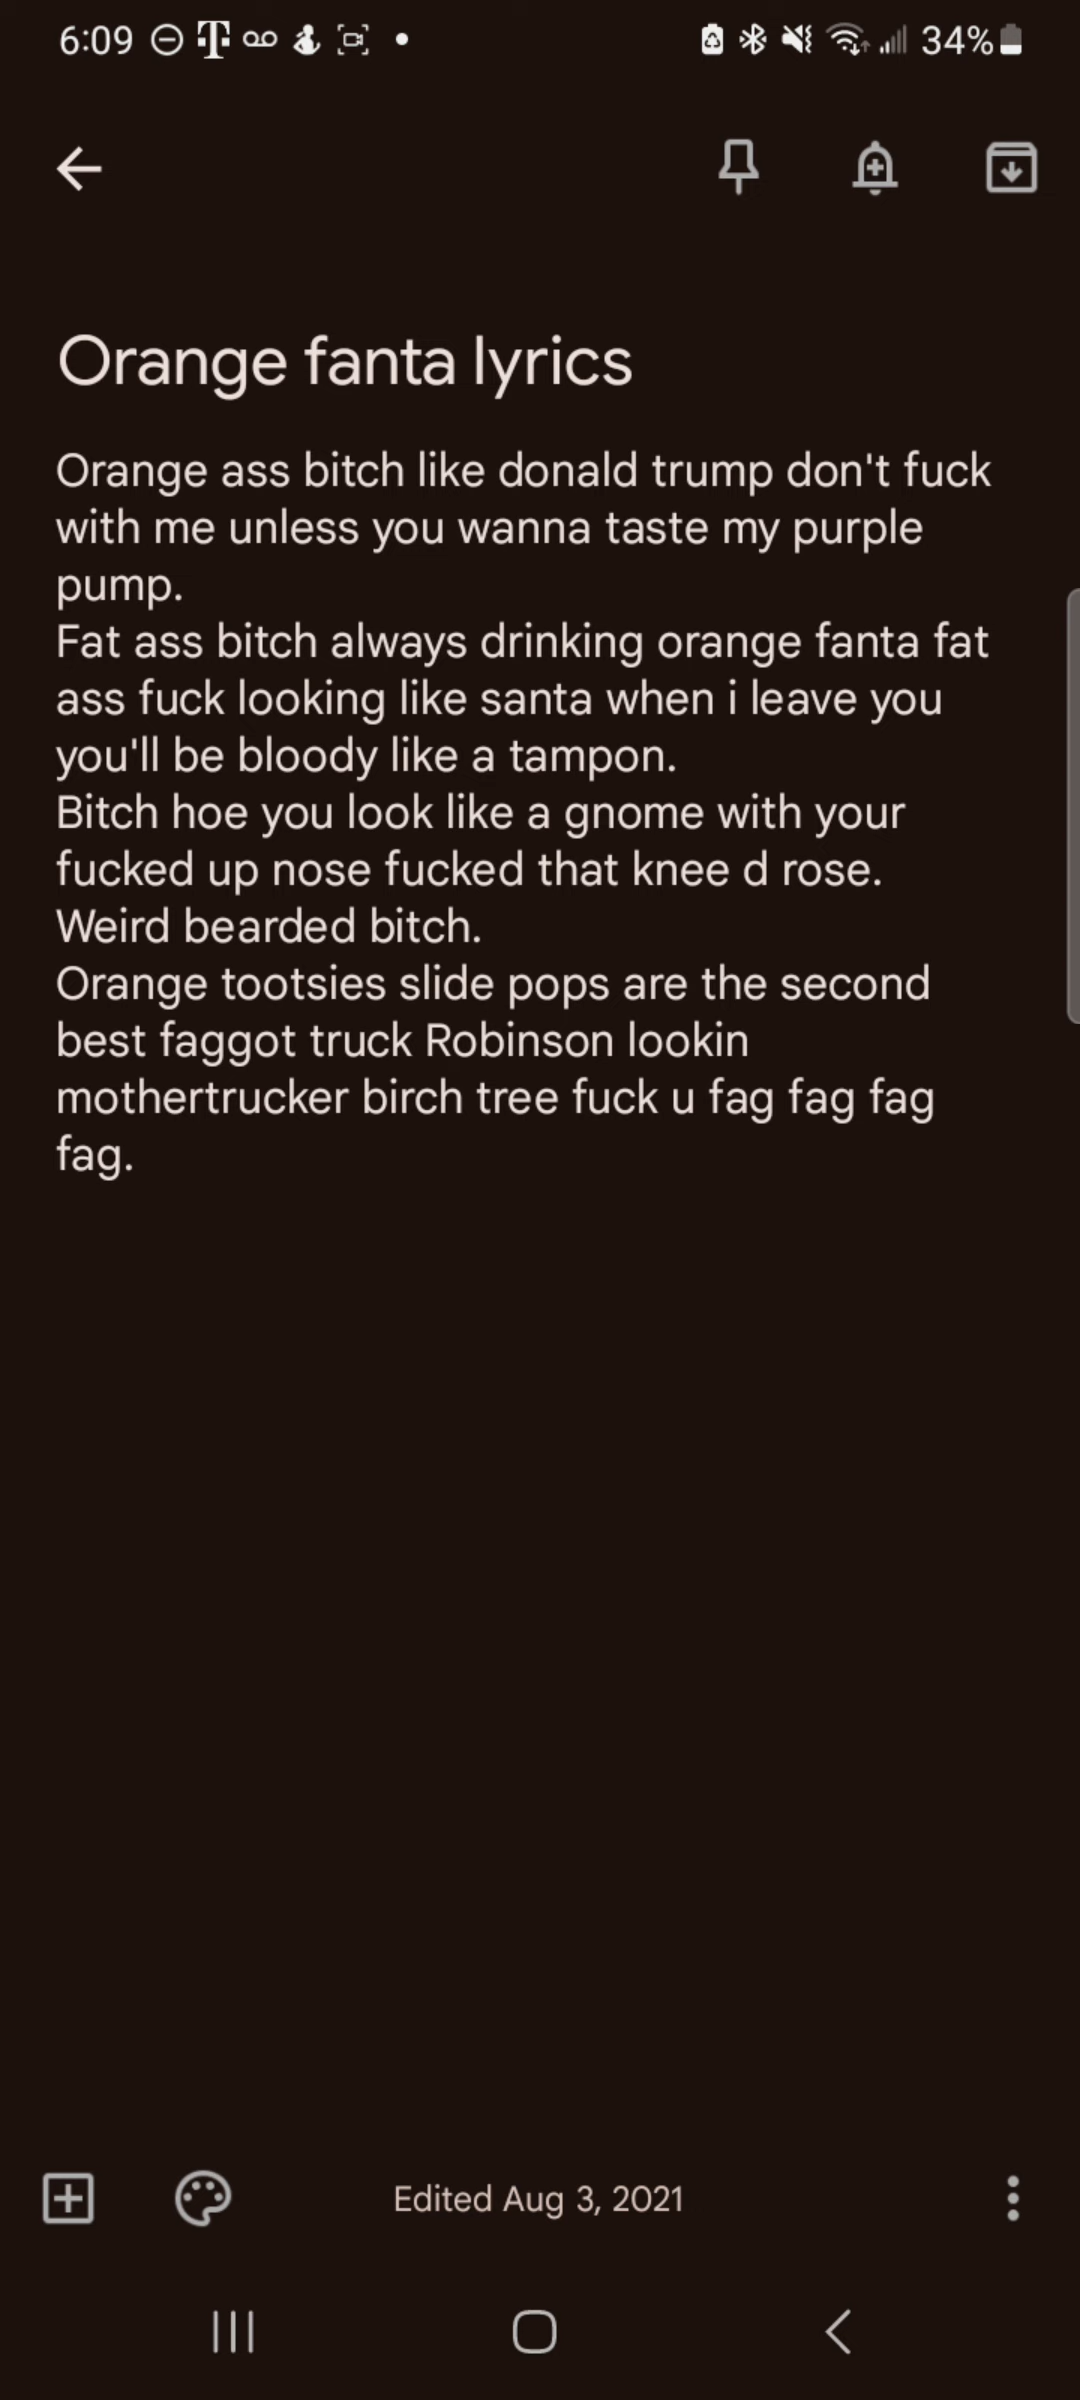 6:09
34%
Orange fanta lyrics
Orange ass bitch like donald trump don't fuck
with me unless you wanna taste my purple
pump.
Fat ass bitch always drinking orange fanta fat
ass fuck looking like santa when i leave you
you'll be bloody like a tampon.
Bitch hoe you look like a gnome with your
fucked up nose fucked that knee d rose.
Weird bearded bitch.
Orange tootsies slide pops are the second
best faggot truck Robinson lookin
mothertrucker birch tree fuck u fag fag fag
fag.
Edited Aug 3, 2021